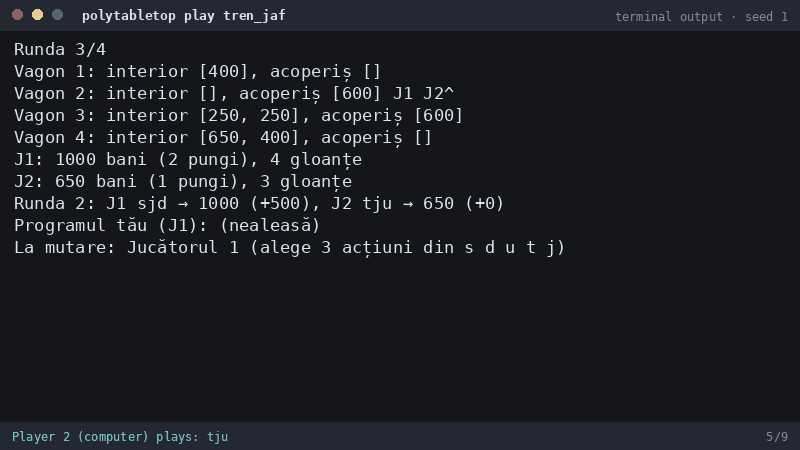 polytabletop play tren_jaf
terminal output · seed 1
Runda 3/4
Vagon 1: interior [400], acoperiș []
Vagon 2: interior [], acoperiș [600] J1 J2^
Vagon 3: interior [250, 250], acoperiș [600]
Vagon 4: interior [650, 400], acoperiș []
J1: 1000 bani (2 pungi), 4 gloanțe
J2: 650 bani (1 pungi), 3 gloanțe
Runda 2: J1 sjd → 1000 (+500), J2 tju → 650 (+0)
Programul tău (J1): (nealeasă)
La mutare: Jucătorul 1 (alege 3 acțiuni din s d u t j)
Player 2 (computer) plays: tju
5/9